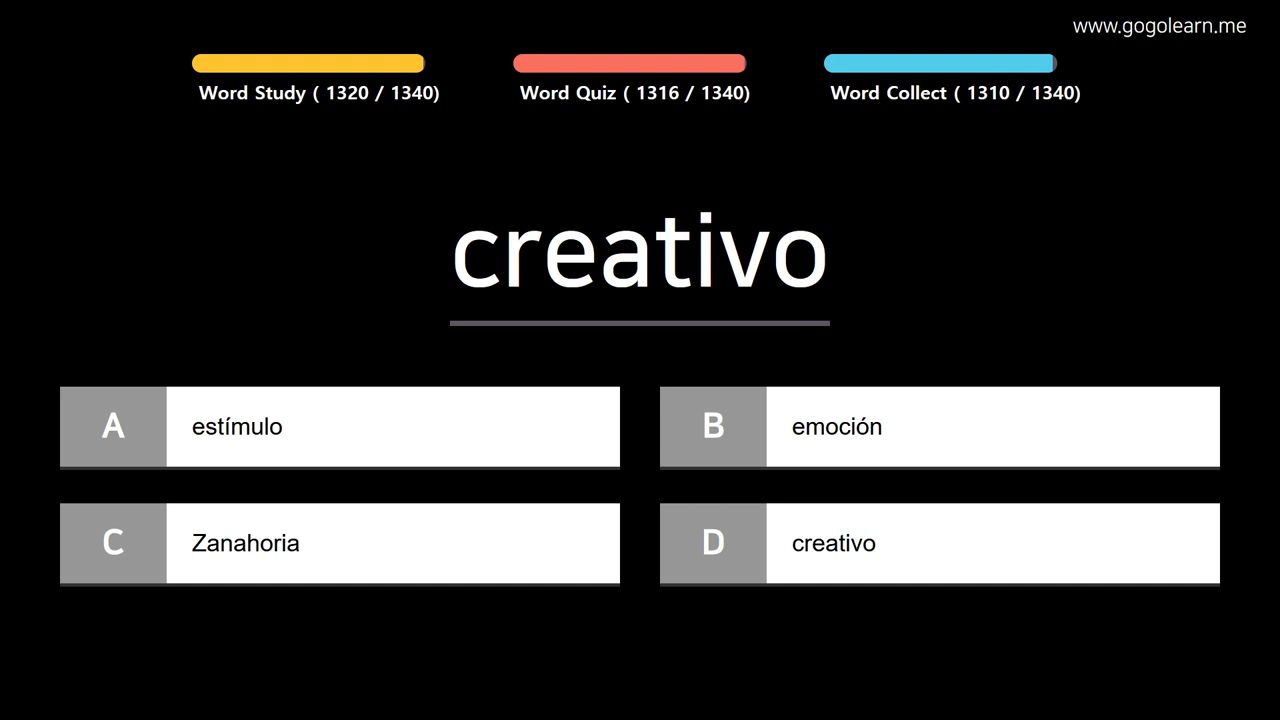 www.gogolearn.me
Word Study ( 1320 / 1340)
Word Quiz ( 1316 / 1340)
Word Collect ( 1310 / 1340)
creativo
A estímulo
B emoción
C Zanahoria
D creativo